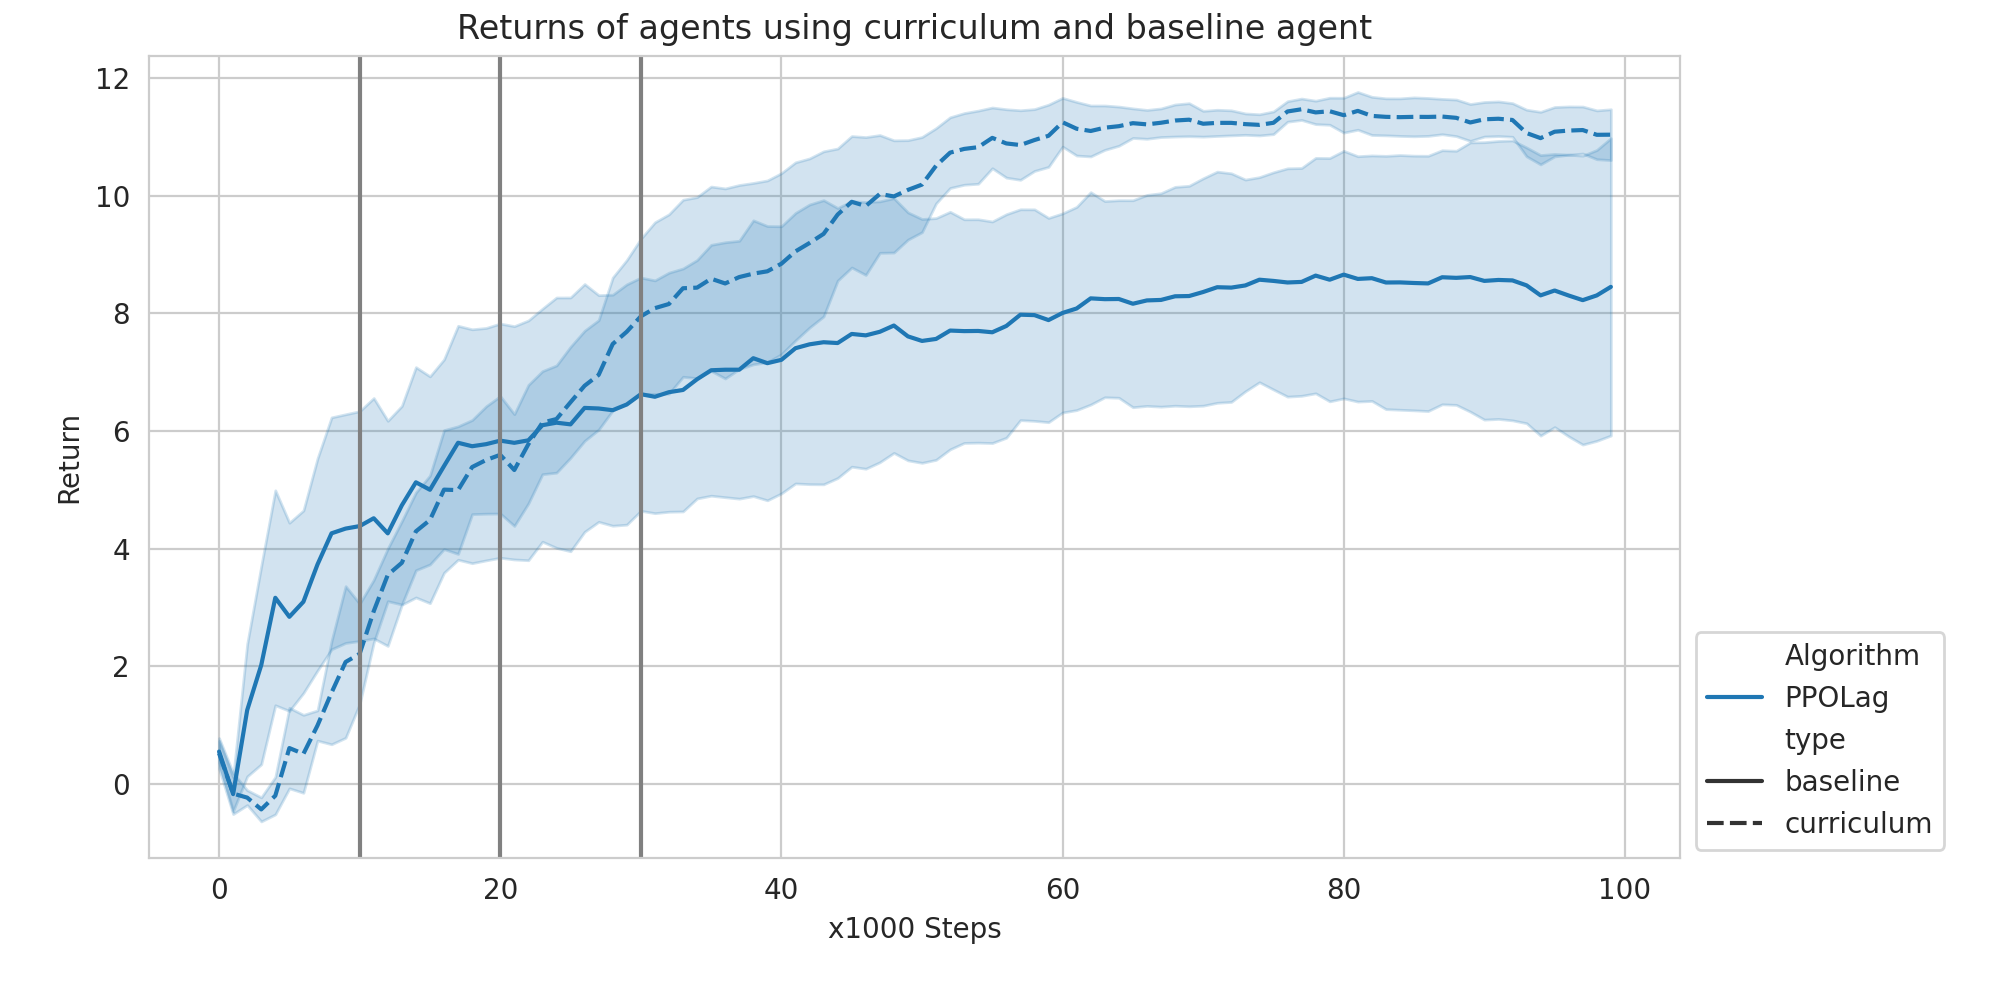 Returns of agents using curriculum and baseline agent
12
10
8
6
4
2
0
Return
0 20 40 60 80 100
x1000 Steps
Algorithm
PPOLag
type
baseline
curriculum